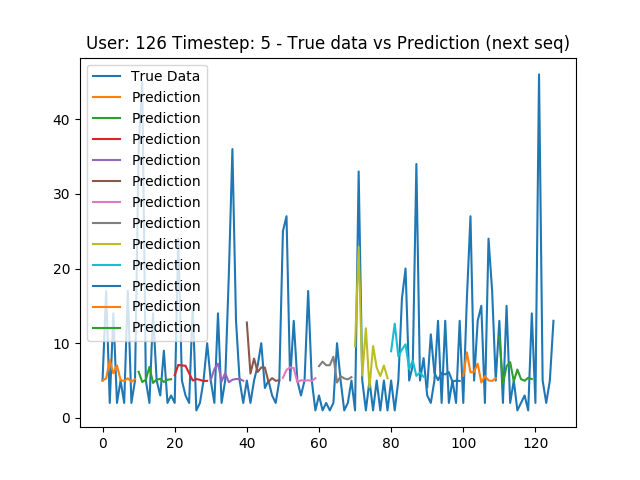 User: 126 Timestep: 5 - True data vs Prediction (next seq)
True Data
Prediction
Prediction
Prediction
Prediction
Prediction
Prediction
Prediction
Prediction
Prediction
Prediction
Prediction
Prediction
40
30
20
10
0
0 20 40 60 80 100 120